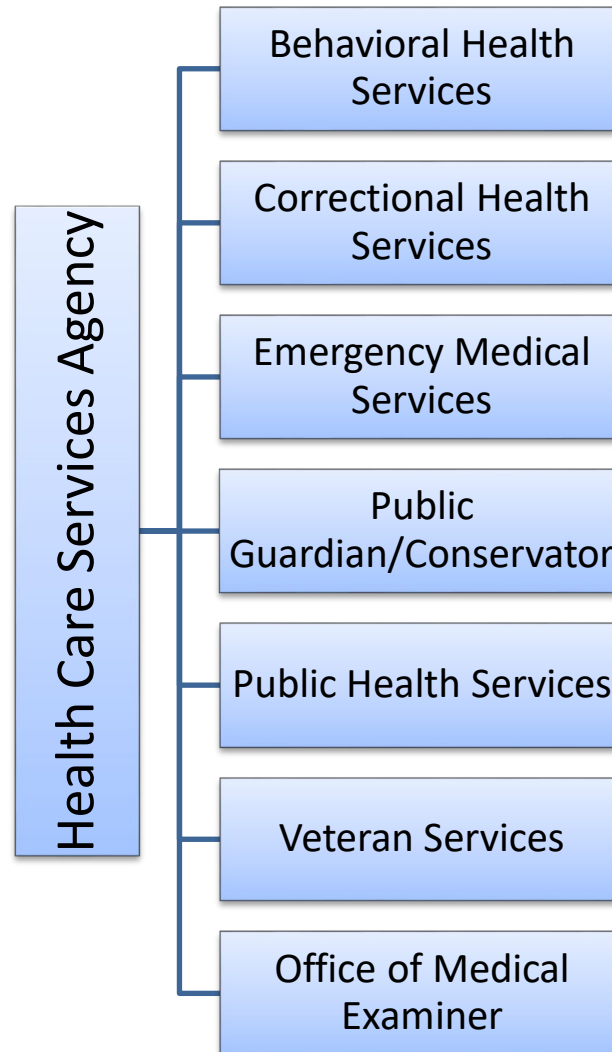 Health Care Services Agency
Behavioral Health
Services
Correctional Health
Services
Emergency Medical
Services
Public
Guardian/Conservator
Public Health Services
Veteran Services
Office of Medical
Examiner